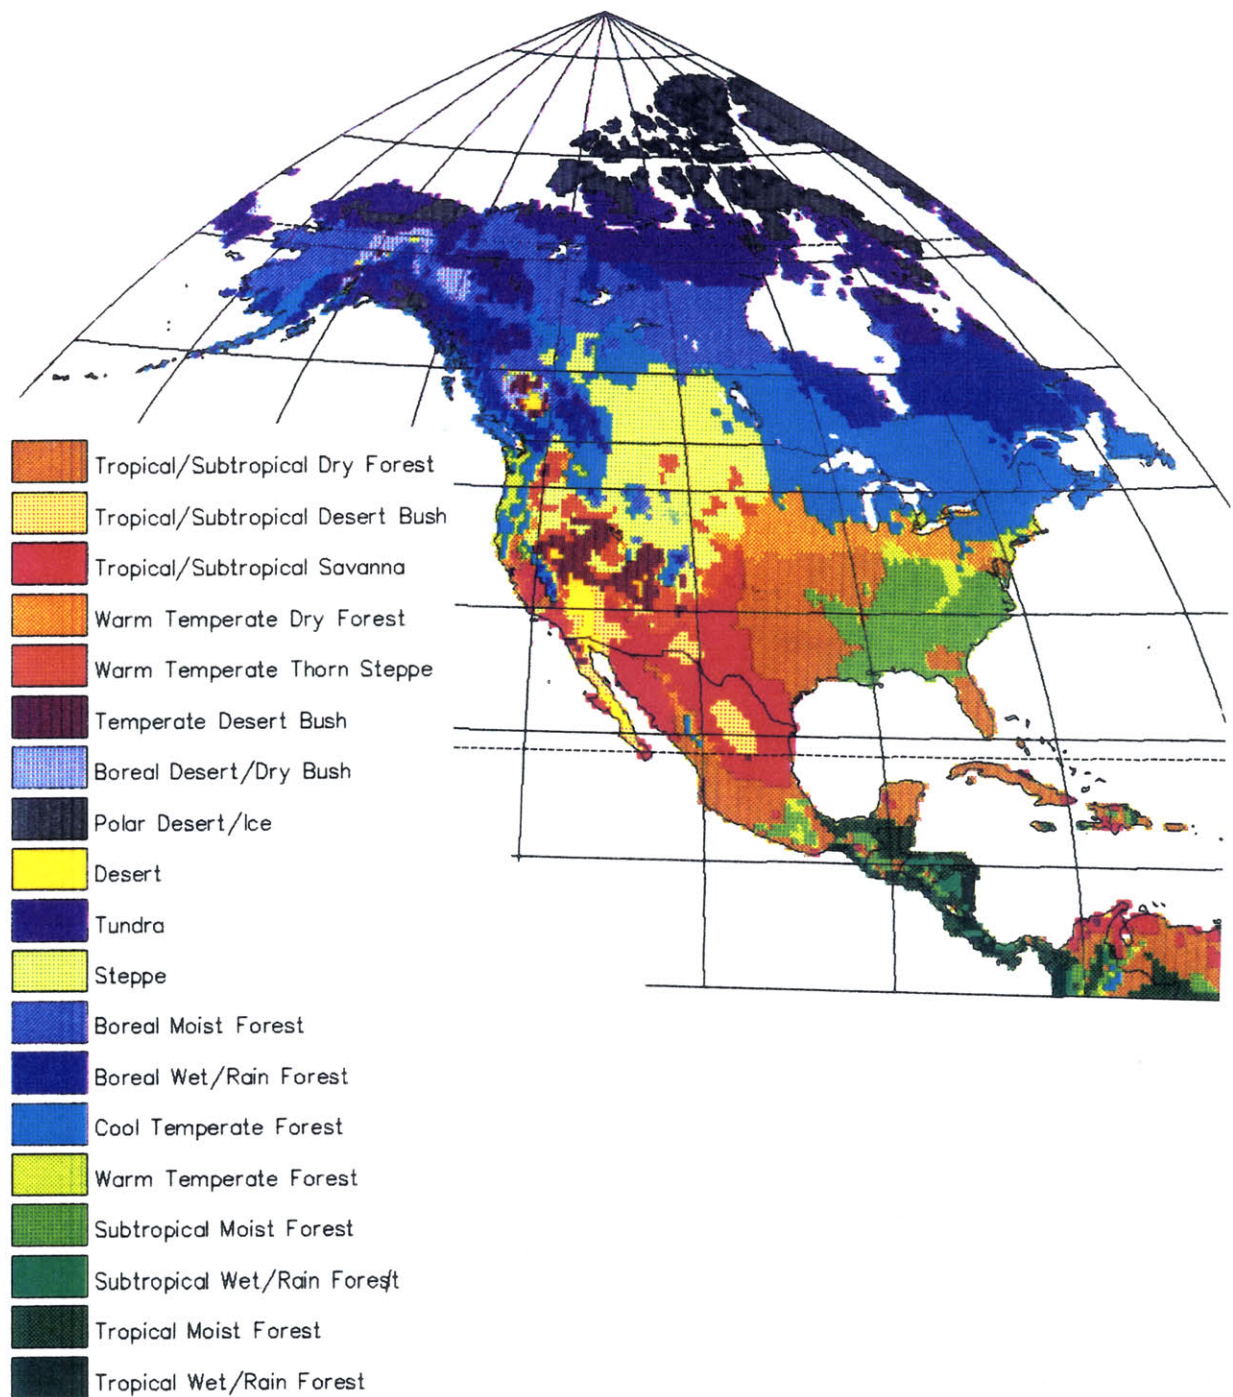 Tropical/Subtropical Dry Forest
Tropical/Subtropical Desert Bush
Tropical/Subtropical Savanna
Warm Temperate Dry Forest
Warm Temperate Thorn Steppe
Temperate Desert Bush
Boreal Desert/Dry Bush
Polar Desert/Ice
Desert
Tundra
Steppe
Boreal Moist Forest
Boreal Wet/Rain Forest
Cool Temperate Forest
Warm Temperate Forest
Subtropical Moist Forest
Subtropical Wet/Rain Forest
Tropical Moist Forest
Tropical Wet/Rain Forest